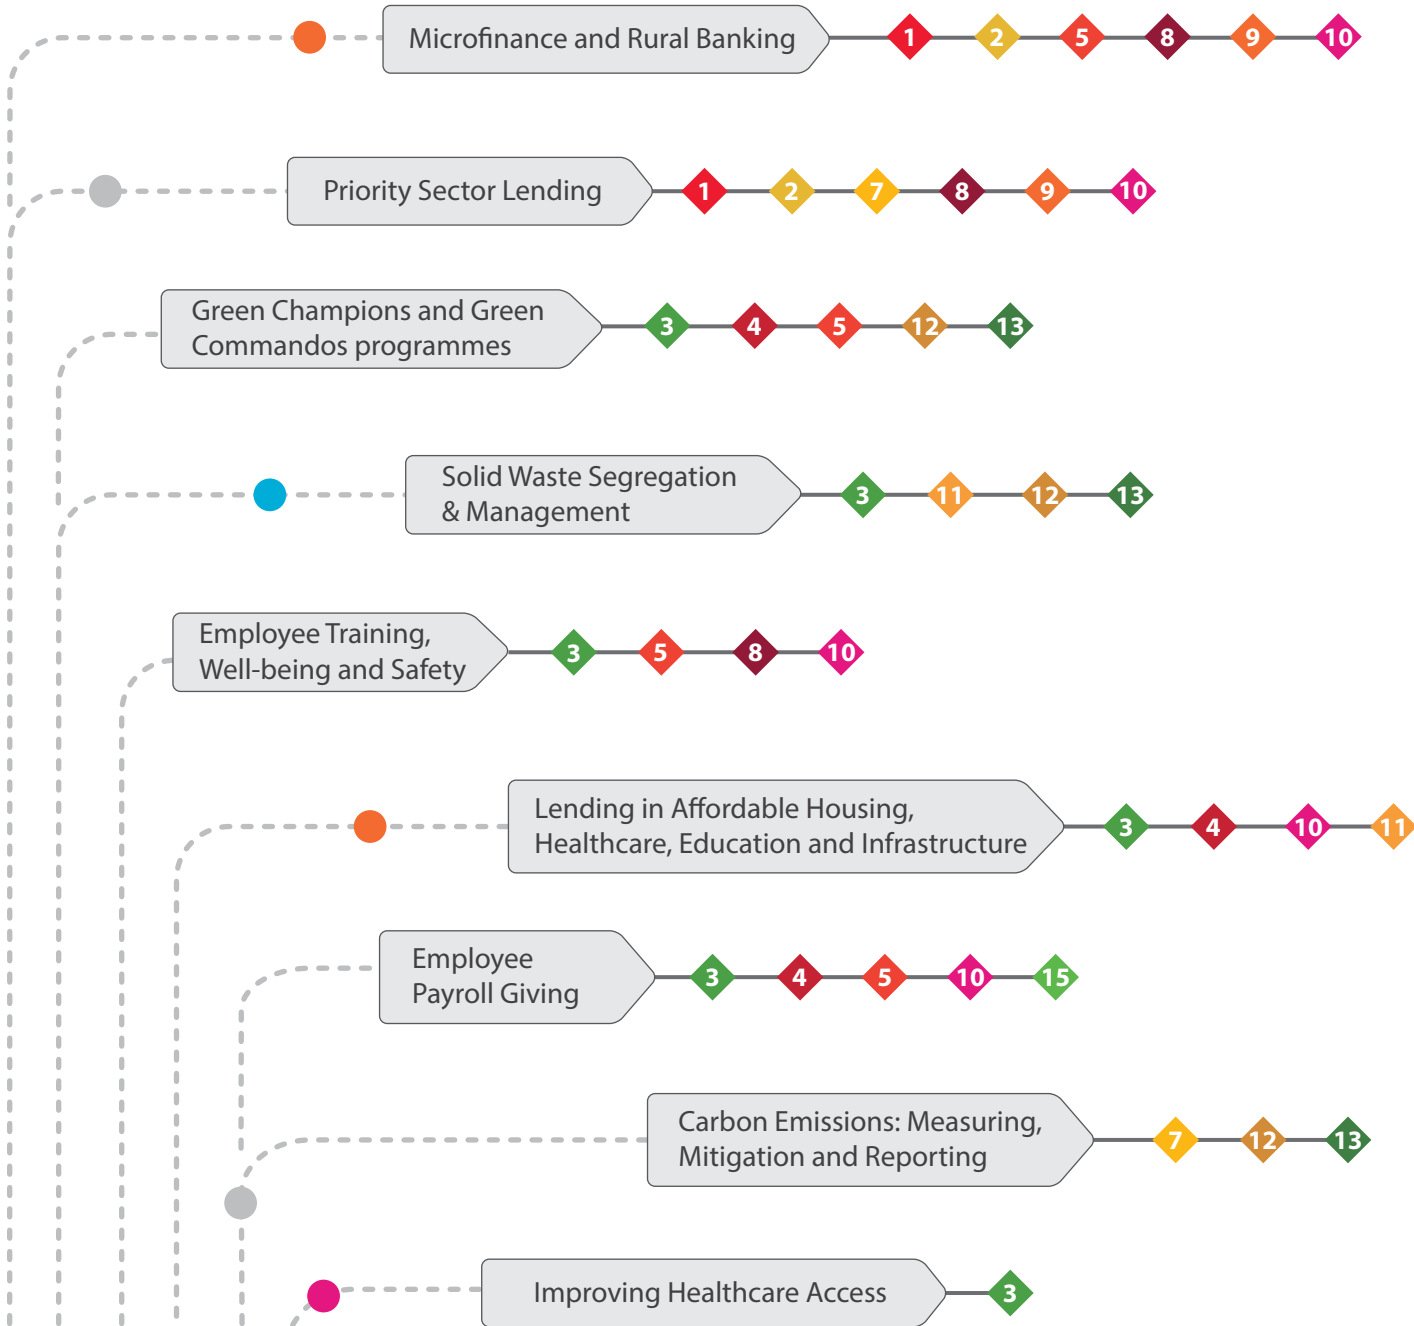 Microfinance and Rural Banking 1 2 5 8 9 10
Priority Sector Lending 1 2 7 8 9 10
Green Champions and Green
Commandos programmes
3 4 5 12 13
Solid Waste Segregation
& Management
3 11 12 13
Employee Training,
Well-being and Safety
3 5 8 10
Lending in Affordable Housing,
Healthcare, Education and Infrastructure
3 4 10 11
Employee
Payroll Giving
3 4 5 10 15
Carbon Emissions: Measuring,
Mitigation and Reporting
7 12 13
Improving Healthcare Access 3